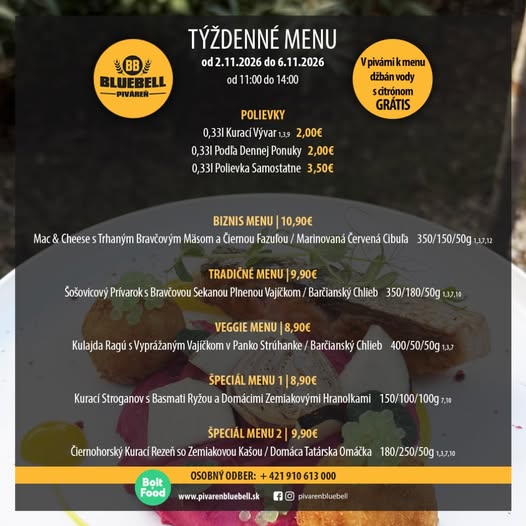 BB
BLUEBELL
PIVÁREŇ
TÝŽDENNÉ MENU
od 2.11.2026 do 6.11.2026
od 11:00 do 14:00
V pivárni k menu
džbán vody
s citrónom
GRÁTIS
POLIEVKY
0,33l Kurací Vývar 1,3,9 2,00€
0,33l Podľa Dennej Ponuky 2,00€
0,33l Polievka Samostatne 3,50€
BIZNIS MENU | 10,90€
Mac & Cheese s Trhaným Bravčovým Mäsom a Čiernou Fazuľou / Marinovaná Červená Cibuľa 350/150/50g 1,3,7,12
TRADIČNÉ MENU | 9,90€
Šošovicový Prívarok s Bravčovou Sekanou Plnenou Vajíčkom / Barčianský Chlieb 350/180/50g 1,3,7,10
VEGGIE MENU | 8,90€
Kulajda Ragú s Vyprážaným Vajíčkom v Panko Strúhanke / Barčianský Chlieb 400/50/50g 1,3,7
ŠPECIÁL MENU 1 | 8,90€
Kurací Stroganov s Basmati Ryžou a Domácimi Zemiakovými Hranolkami 150/100/100g 7,10
ŠPECIÁL MENU 2 | 9,90€
Čiernohorský Kurací Rezeň so Zemiakovou Kašou / Domáca Tatárska Omáčka 180/250/50g 1,3,7,10
OSOBNÝ ODBER: + 421 910 613 000
Bolt
Food
www.pivarenbluebell.sk pivarenbluebell